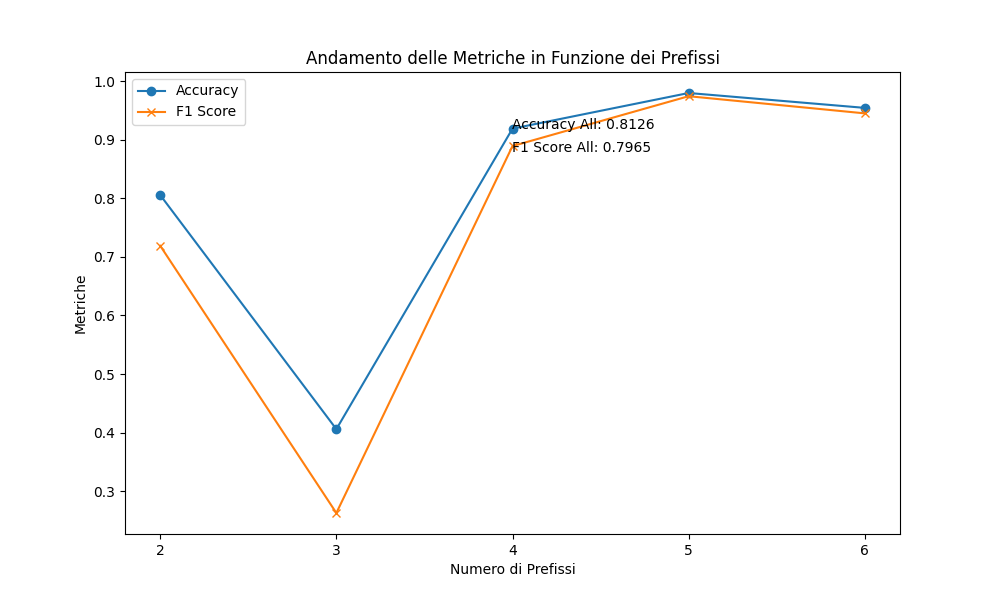 Andamento delle Metriche in Funzione dei Prefissi
Accuracy
F1 Score
Accuracy All: 0.8126
F1 Score All: 0.7965
Metriche
1.0
0.9
0.8
0.7
0.6
0.5
0.4
0.3
2 3 4 5 6
Numero di Prefissi